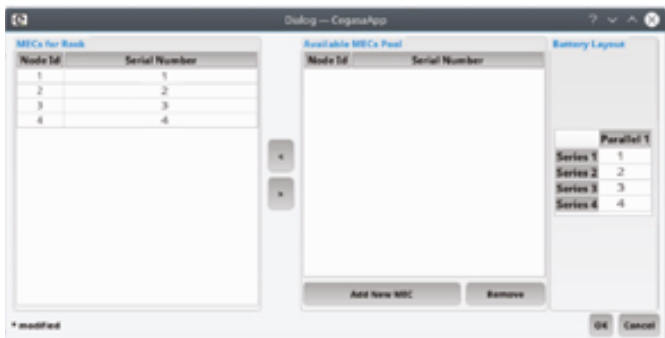 Dialog — CegasaApp
MECs for Rook
Node Id Serial Number
1 1
2 2
3 3
4 4
<
>
Available MECs Pool
Node Id Serial Number
Add New MEC Remove
Battery Layout
Parallel 1
Series 1 1
Series 2 2
Series 3 3
Series 4 4
* modified
OK Cancel